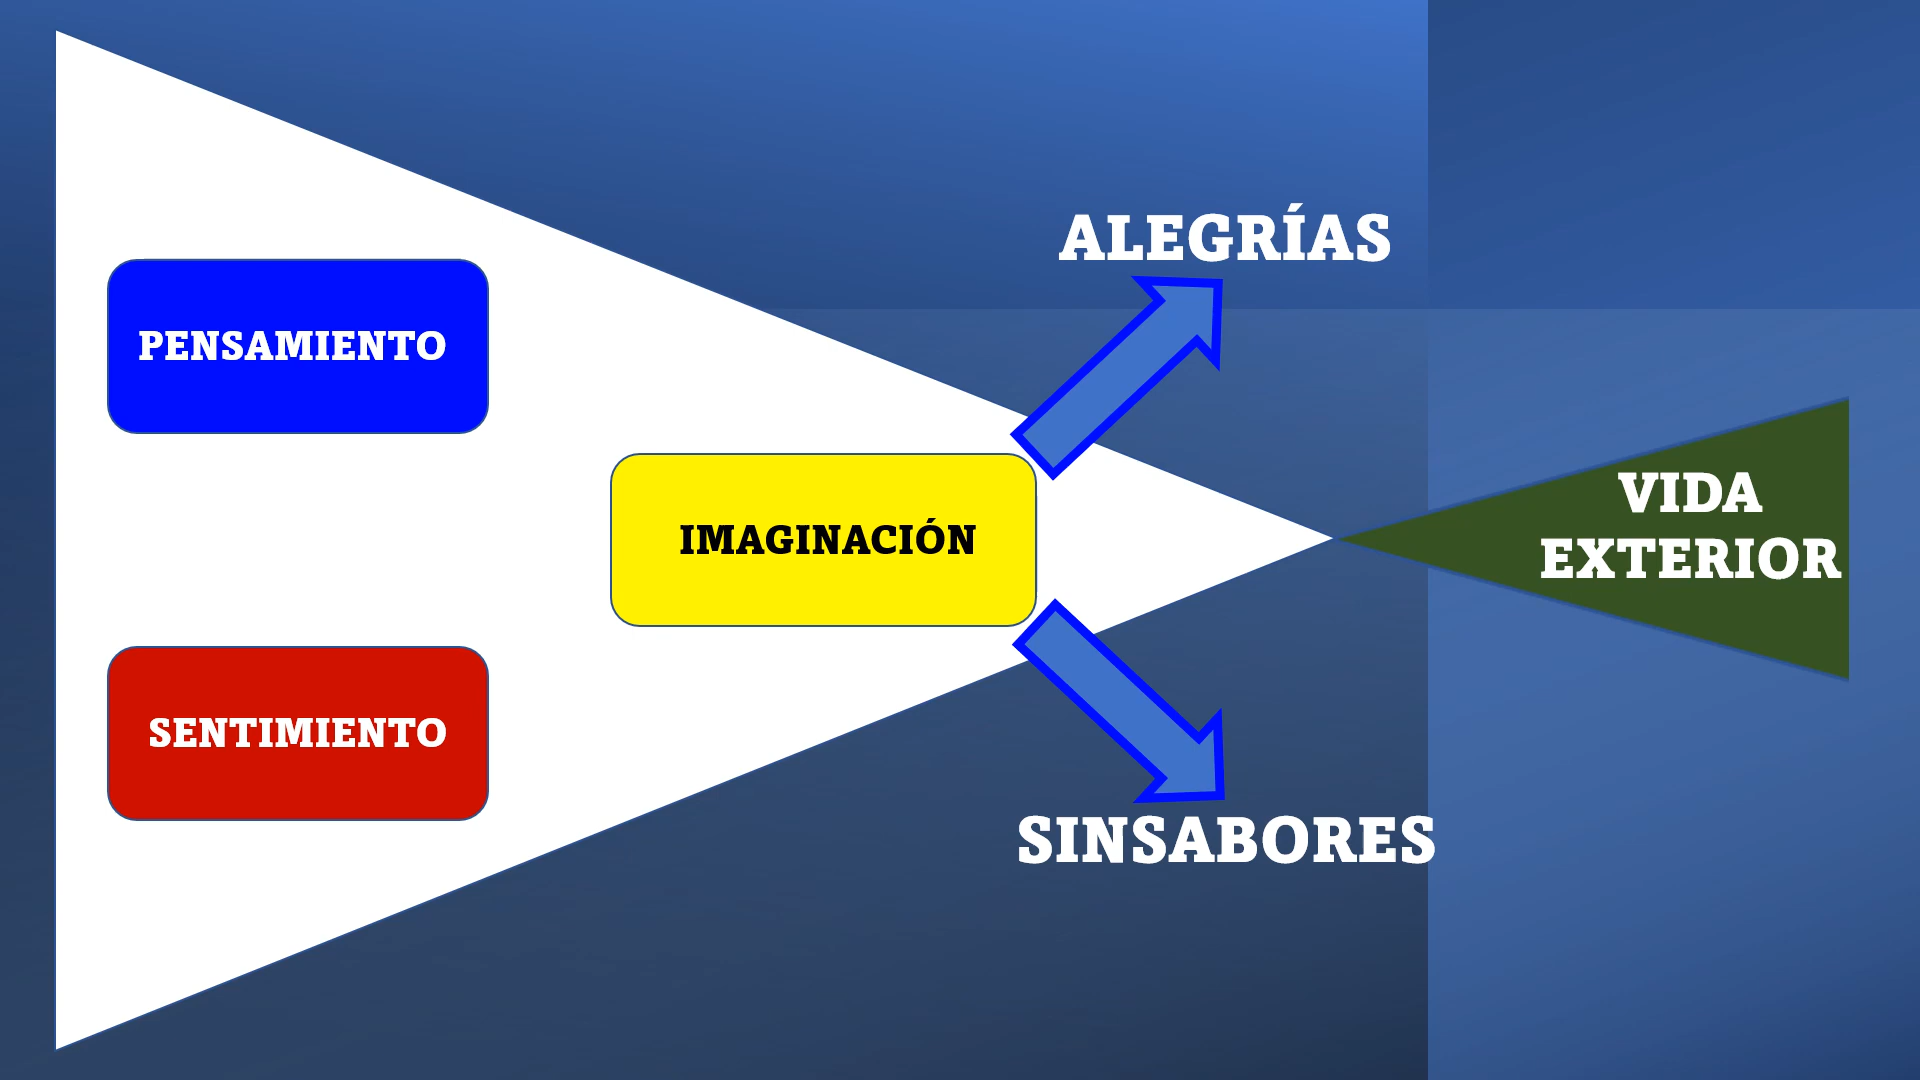 PENSAMIENTO
SENTIMIENTO
IMAGINACIÓN
ALEGRÍAS
SINSABORES
VIDA
EXTERIOR